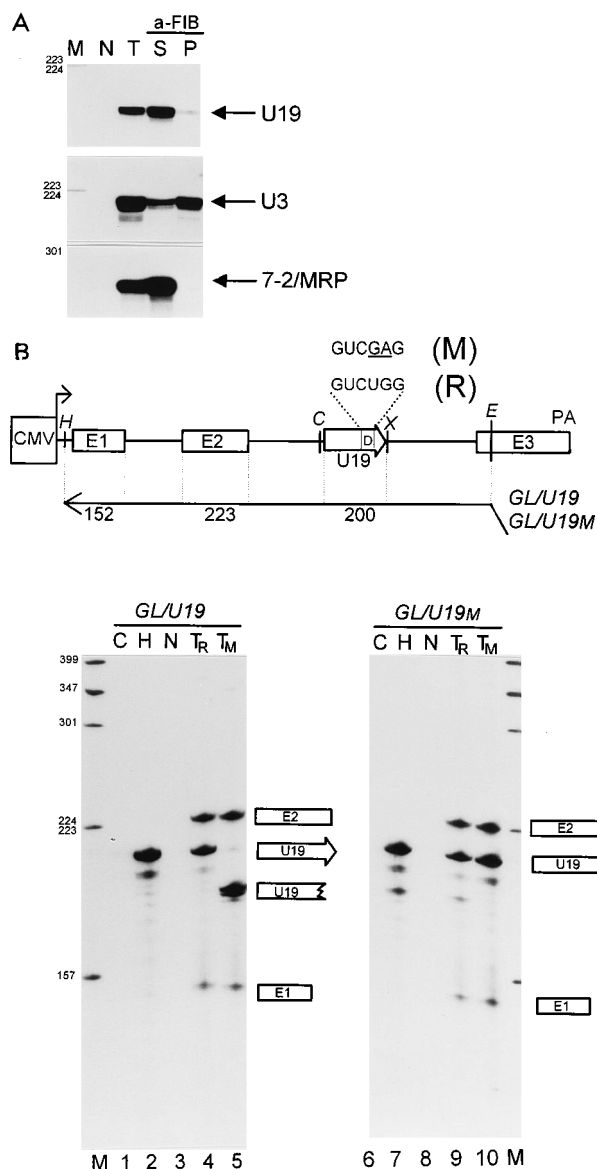 A
a-FIB
M N T S P
223
224
U19
223
224
U3
301
7-2/MRP
B
GUCGAG (M)
GUCUGG (R)
CMV H E1 E2 C D X E E3 PA
U19
152 223 200
GL/U19
GL/U19M
GL/U19
C H N TR TM
399
347
301
224
223
157
E2
U19
U19
E1
M 1 2 3 4 5
GL/U19M
C H N TR TM
E2
U19
E1
6 7 8 9 10 M